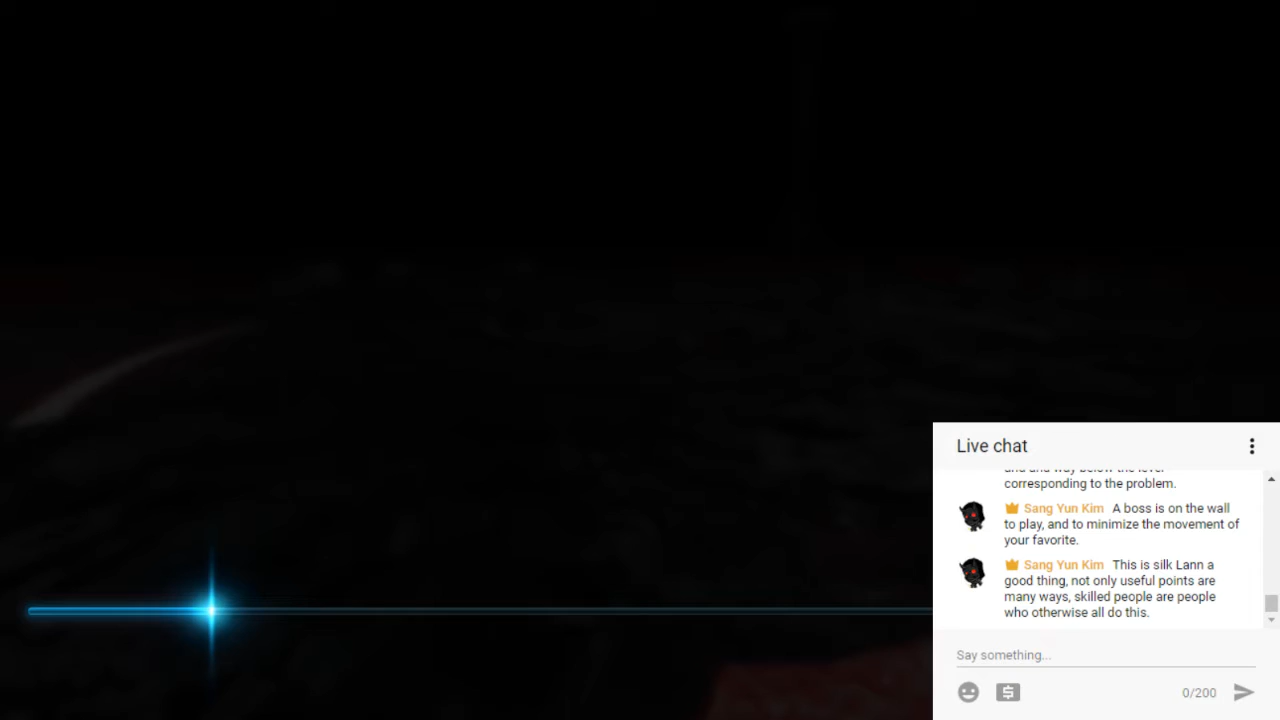 Live chat
corresponding to the problem.
Sang Yun Kim A boss is on the wall
to play, and to minimize the movement of
your favorite.
Sang Yun Kim This is silk Lann a
good thing, not only useful points are
many ways, skilled people are people
who otherwise all do this.
Say something...
0/200